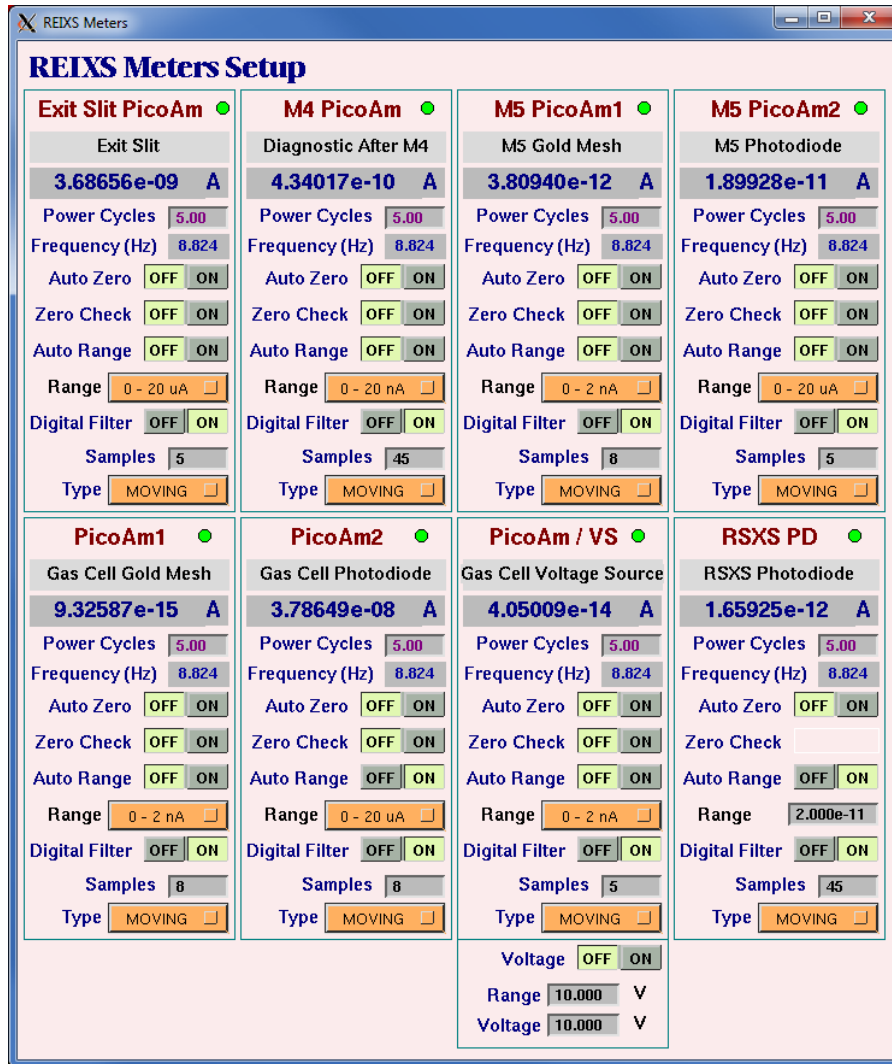 REIXS Meters
REIXS Meters Setup
Exit Slit PicoAm
Exit Slit
3.68656e-09 A
Power Cycles 5.00
Frequency (Hz) 8.824
Auto Zero OFF ON
Zero Check OFF ON
Auto Range OFF ON
Range 0 - 20 uA
Digital Filter OFF ON
Samples 5
Type MOVING
M4 PicoAm
Diagnostic After M4
4.34017e-10 A
Power Cycles 5.00
Frequency (Hz) 8.824
Auto Zero OFF ON
Zero Check OFF ON
Auto Range OFF ON
Range 0 - 20 nA
Digital Filter OFF ON
Samples 45
Type MOVING
M5 PicoAm1
M5 Gold Mesh
3.80940e-12 A
Power Cycles 5.00
Frequency (Hz) 8.824
Auto Zero OFF ON
Zero Check OFF ON
Auto Range OFF ON
Range 0 - 2 nA
Digital Filter OFF ON
Samples 8
Type MOVING
M5 PicoAm2
M5 Photodiode
1.89928e-11 A
Power Cycles 5.00
Frequency (Hz) 8.824
Auto Zero OFF ON
Zero Check OFF ON
Auto Range OFF ON
Range 0 - 20 uA
Digital Filter OFF ON
Samples 5
Type MOVING
PicoAm1
Gas Cell Gold Mesh
9.32587e-15 A
Power Cycles 5.00
Frequency (Hz) 8.824
Auto Zero OFF ON
Zero Check OFF ON
Auto Range OFF ON
Range 0 - 2 nA
Digital Filter OFF ON
Samples 8
Type MOVING
PicoAm2
Gas Cell Photodiode
3.78649e-08 A
Power Cycles 5.00
Frequency (Hz) 8.824
Auto Zero OFF ON
Zero Check OFF ON
Auto Range OFF ON
Range 0 - 20 uA
Digital Filter OFF ON
Samples 8
Type MOVING
PicoAm / VS
Gas Cell Voltage Source
4.05009e-14 A
Power Cycles 5.00
Frequency (Hz) 8.824
Auto Zero OFF ON
Zero Check OFF ON
Auto Range OFF ON
Range 0 - 2 nA
Digital Filter OFF ON
Samples 5
Type MOVING
Voltage OFF ON
Range 10.000 V
Voltage 10.000 V
RSXS PD
RSXS Photodiode
1.65925e-12 A
Power Cycles 5.00
Frequency (Hz) 8.824
Auto Zero OFF ON
Zero Check
Auto Range OFF ON
Range 2.000e-11
Digital Filter OFF ON
Samples 45
Type MOVING